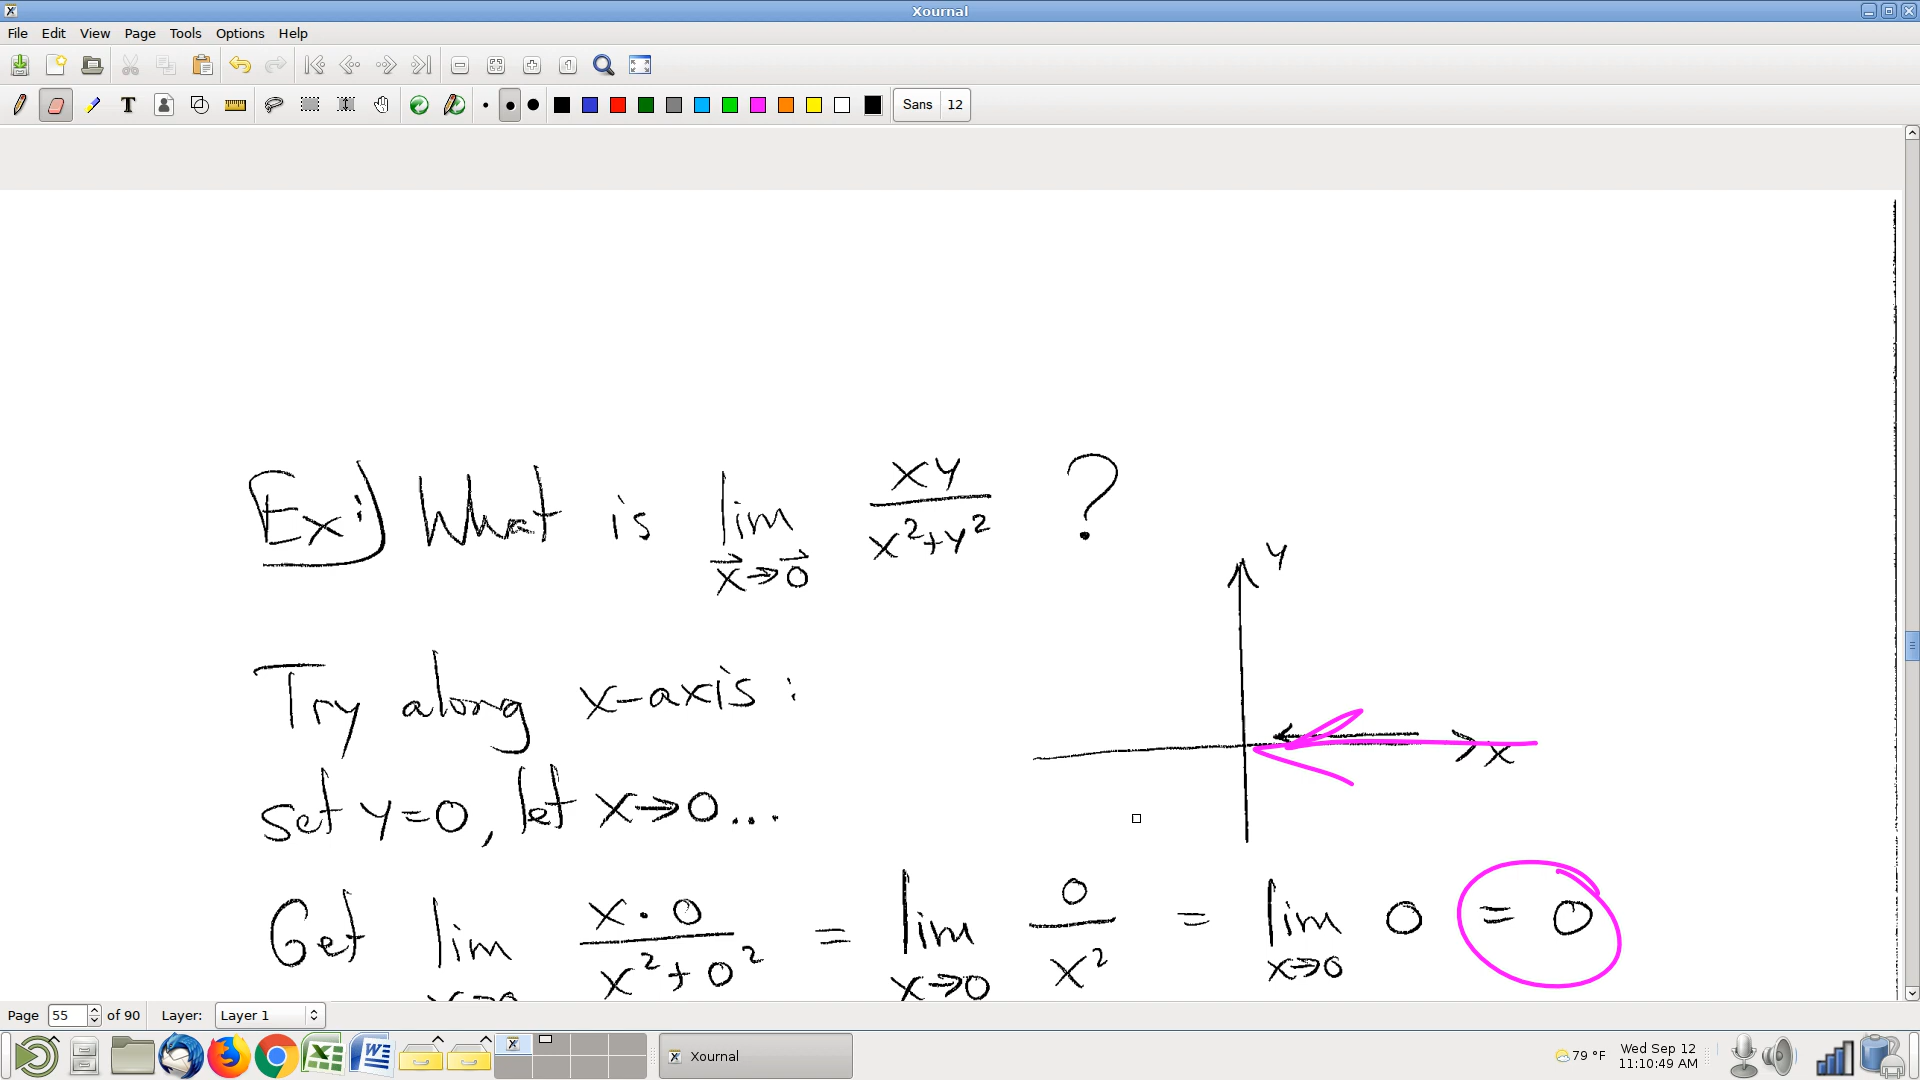 Xournal
File Edit View Page Tools Options Help
Sans 12
Ex:) What is lim xy / x²+y² ?
x⃗→0⃗
y
Try along x-axis:
x
set y=0, let x→0...
Get lim x·0 / x²+0² = lim 0 / x² = lim 0 = 0
x→0 x→0 x→0
Page 55 of 90 Layer: Layer 1
Xournal
79 °F
Wed Sep 12
11:10:49 AM